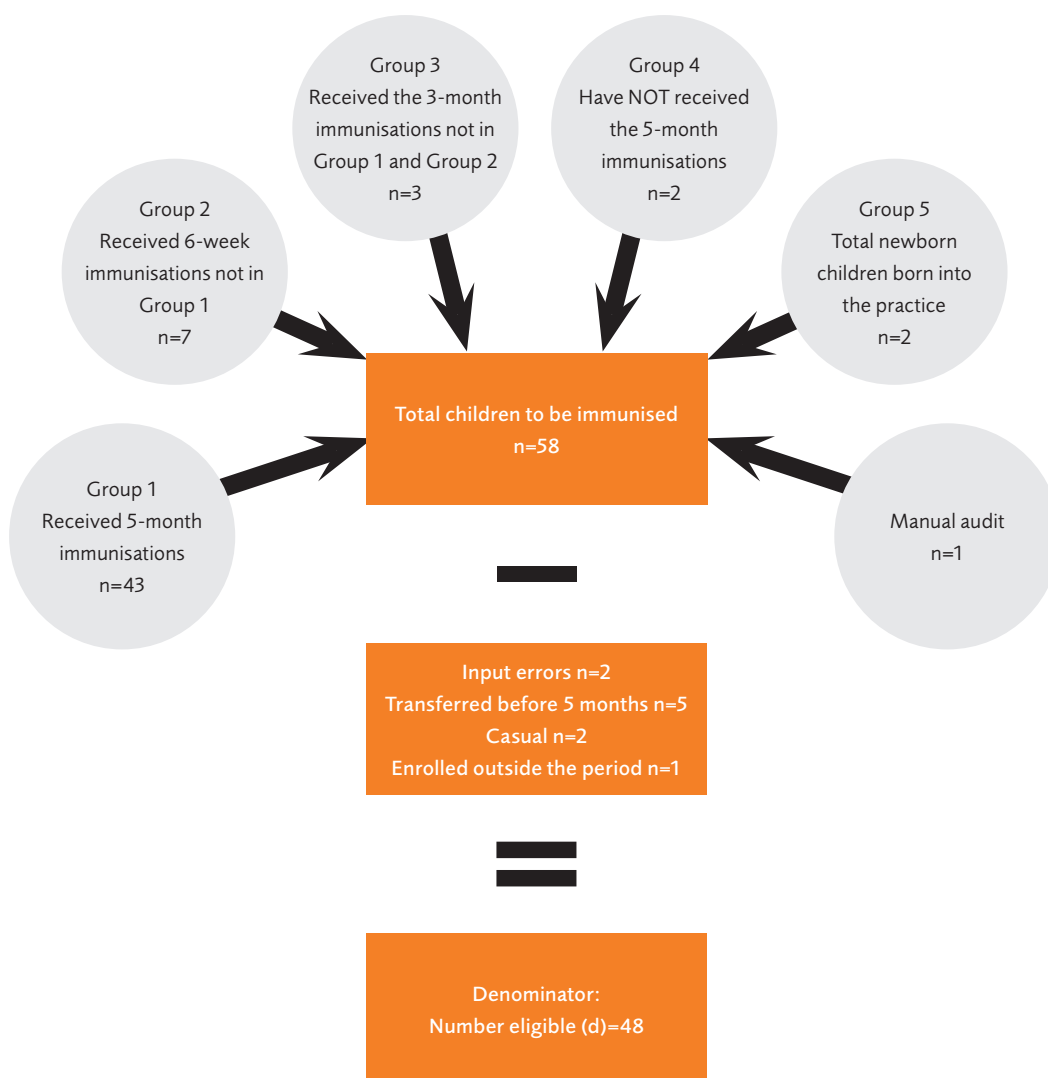 Group 3
Received the 3-month
immunisations not in
Group 1 and Group 2
n=3
Group 4
Have NOT received
the 5-month
immunisations
n=2
Group 2
Received 6-week
immunisations not in
Group 1
n=7
Group 5
Total newborn
children born into
the practice
n=2
Total children to be immunised
n=58
Group 1
Received 5-month
immunisations
n=43
Manual audit
n=1
Input errors n=2
Transferred before 5 months n=5
Casual n=2
Enrolled outside the period n=1
Denominator:
Number eligible (d)=48